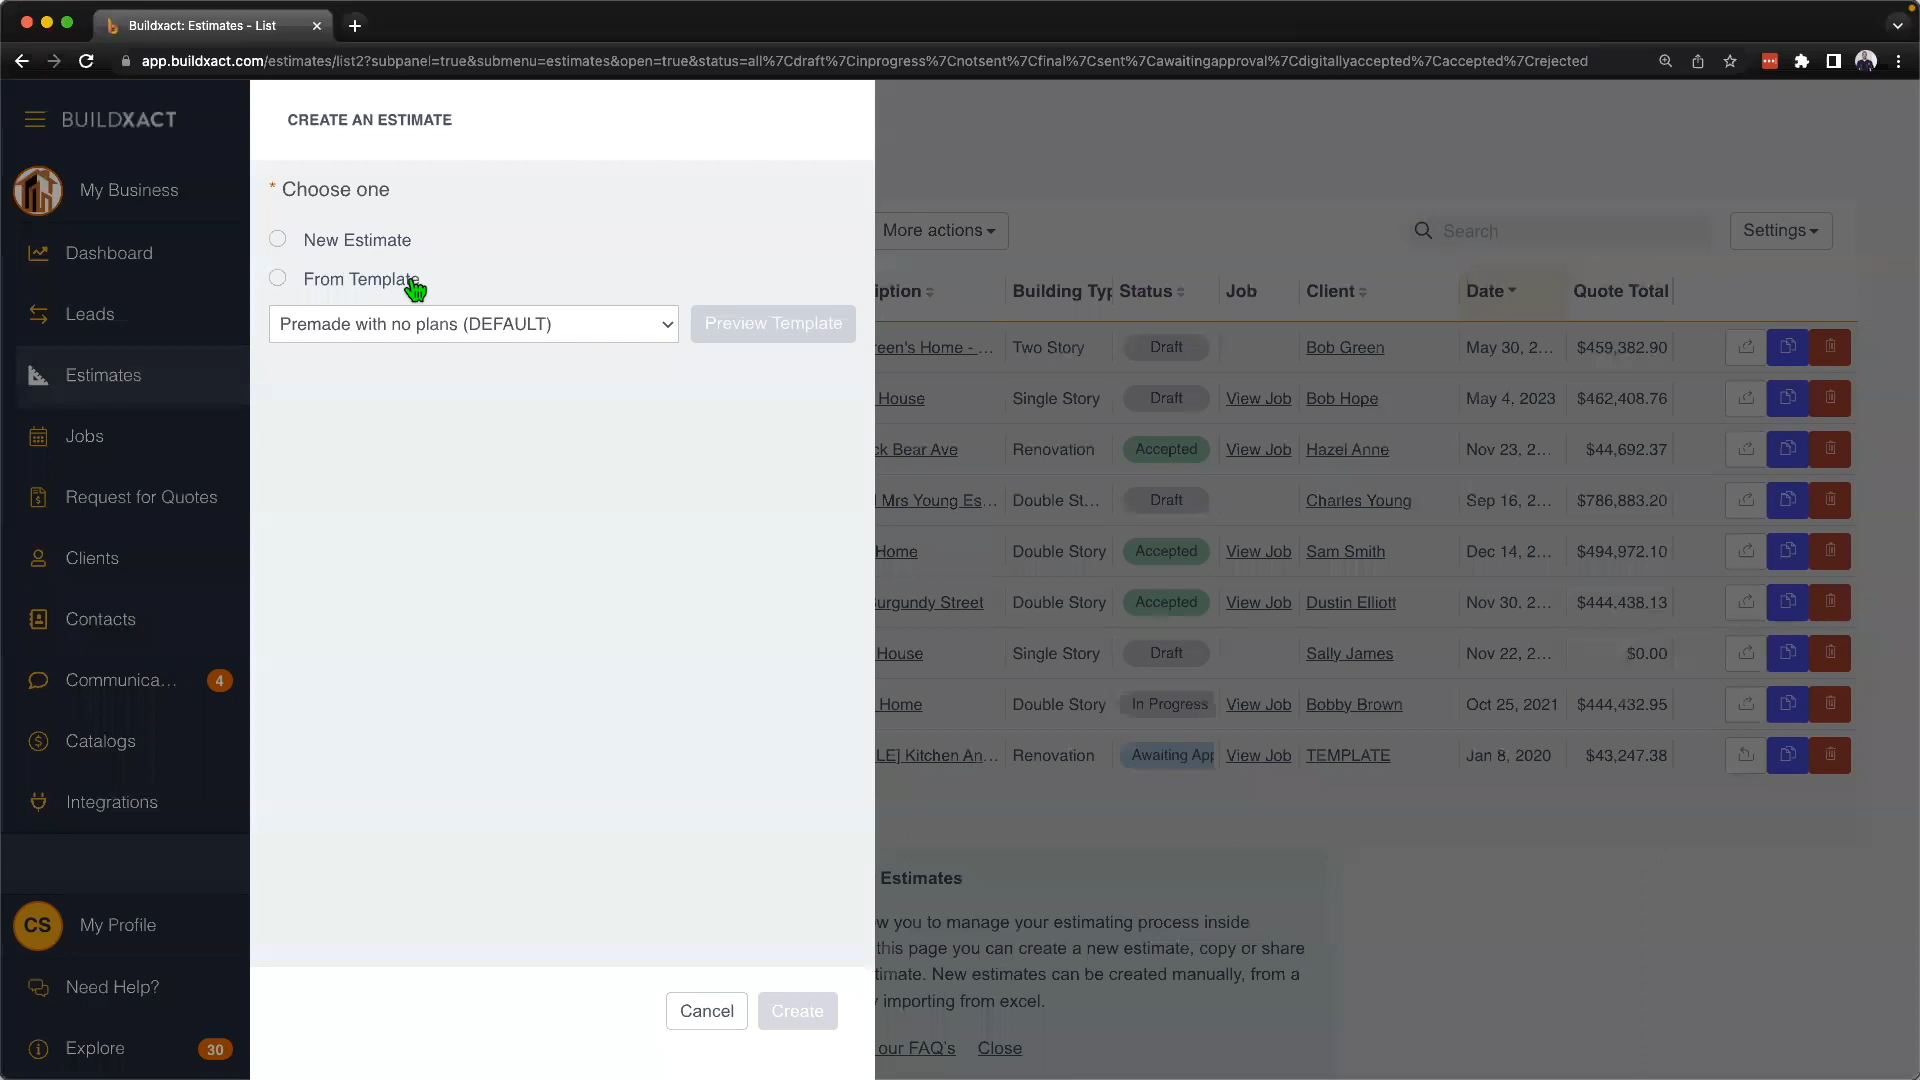 Buildxact: Estimates - List
app.buildxact.com/estimates/list2?subpanel=true&submenu=estimates&open=true&status=all%7Cdraft%7Cinprogress%7Cnotsent%7Cfinal%7Csent%7Cawaitingapproval%7Cdigitallyaccepted%7Caccepted%7Crejected
BUILDXACT
My Business
Dashboard
Leads
Estimates
Jobs
Request for Quotes
Clients
Contacts
Communica... 4
Catalogs
Integrations
CS My Profile
Need Help?
Explore 30
CREATE AN ESTIMATE
* Choose one
New Estimate
From Template
Premade with no plans (DEFAULT) Preview Template
Cancel Create
More actions Search Settings
iption Building Typ Status Job Client Date Quote Total
reen's Home - ... Two Story Draft Bob Green May 30, 2... $459,382.90
House Single Story Draft View Job Bob Hope May 4, 2023 $462,408.76
ck Bear Ave Renovation Accepted View Job Hazel Anne Nov 23, 2... $44,692.37
Mrs Young Es... Double St... Draft Charles Young Sep 16, 2... $786,883.20
Home Double Story Accepted View Job Sam Smith Dec 14, 2... $494,972.10
urgundy Street Double Story Accepted View Job Dustin Elliott Nov 30, 2... $444,438.13
House Single Story Draft Sally James Nov 22, 2... $0.00
Home Double Story In Progress View Job Bobby Brown Oct 25, 2021 $444,432.95
LE] Kitchen An... Renovation Awaiting App View Job TEMPLATE Jan 8, 2020 $43,247.38
Estimates
w you to manage your estimating process inside
this page you can create a new estimate, copy or share
timate. New estimates can be created manually, from a
y importing from excel.
our FAQ's Close